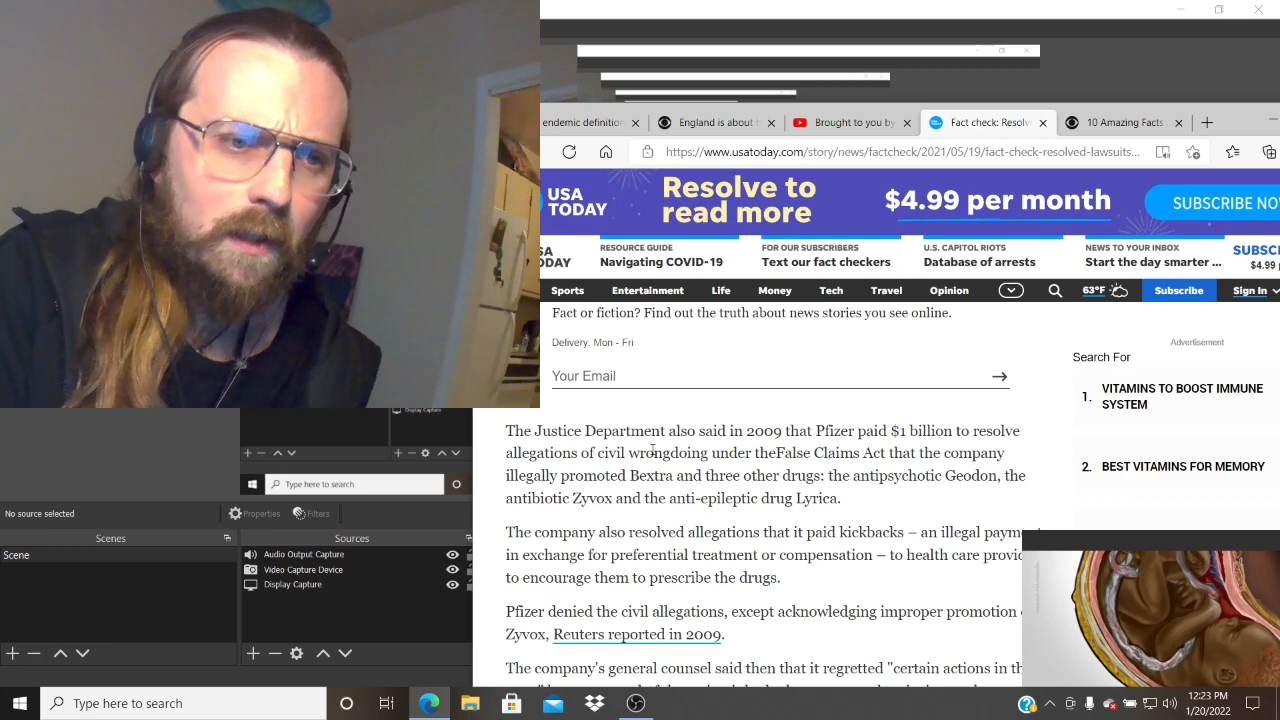 endemic definition
England is about t
Brought to you by
Fact check: Resolv
10 Amazing Facts
https://www.usatoday.com/story/news/factcheck/2021/05/19/fact-check-resolved-lawsuits...
USA
TODAY
Resolve to
read more
$4.99 per month
SUBSCRIBE NO
SA
ODAY
RESOURCE GUIDE
Navigating COVID-19
FOR OUR SUBSCRIBERS
Text our fact checkers
U.S. CAPITOL RIOTS
Database of arrests
NEWS TO YOUR INBOX
Start the day smarter ...
SUBSC
$4.99 p
Sports
Entertainment
Life
Money
Tech
Travel
Opinion
63°F
Subscribe
Sign In
Fact or fiction? Find out the truth about news stories you see online.
Delivery: Mon - Fri
Your Email
Advertisement
Search For
1. VITAMINS TO BOOST IMMUNE
SYSTEM
2. BEST VITAMINS FOR MEMORY
The Justice Department also said in 2009 that Pfizer paid $1 billion to resolve
allegations of civil wrongdoing under theFalse Claims Act that the company
illegally promoted Bextra and three other drugs: the antipsychotic Geodon, the
antibiotic Zyvox and the anti-epileptic drug Lyrica.
The company also resolved allegations that it paid kickbacks – an illegal payme
in exchange for preferential treatment or compensation – to health care provid
to encourage them to prescribe the drugs.
Pfizer denied the civil allegations, except acknowledging improper promotion
Zyvox, Reuters reported in 2009.
The company's general counsel said then that it regretted "certain actions in th
Display Capture
Type here to search
No source selected
Properties
Filters
Scenes
Sources
Scene
Audio Output Capture
Video Capture Device
Display Capture
Type here to search
12:23 PM
1/20/2022